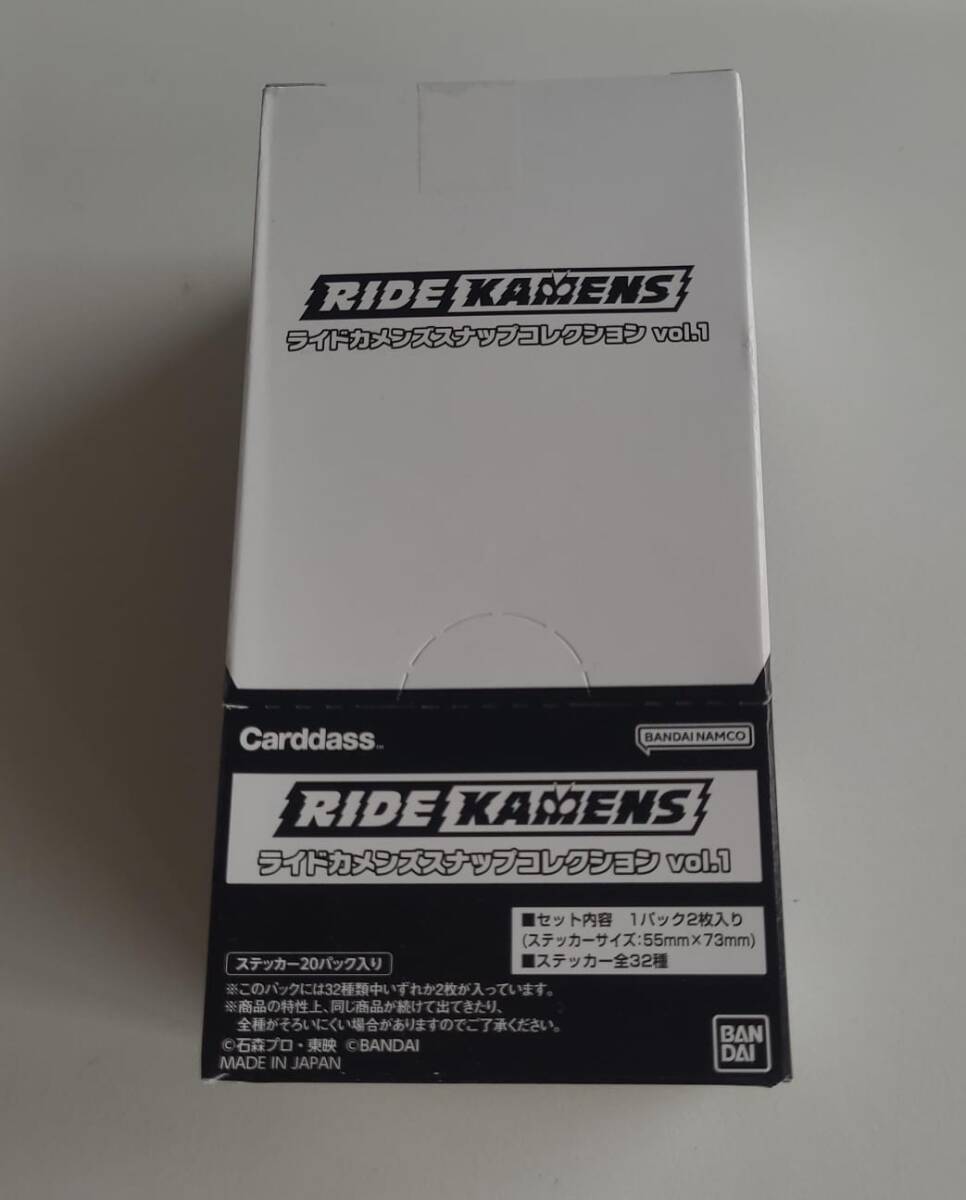 RIDE KAMENS
ライドカメンズスナップコレクション vol.1
Carddass™
BANDAI NAMCO
RIDE KAMENS
ライドカメンズスナップコレクション vol.1
■セット内容 1パック2枚入り
(ステッカーサイズ:55mm×73mm)
■ステッカー全32種
ステッカー20パック入り
※このパックには32種類中いずれか2枚が入っています。
※商品の特性上、同じ商品が続けて出てきたり、
全種がそろいにくい場合がありますのでご了承ください。
©石森プロ・東映 ©BANDAI
MADE IN JAPAN
BAN
DAI